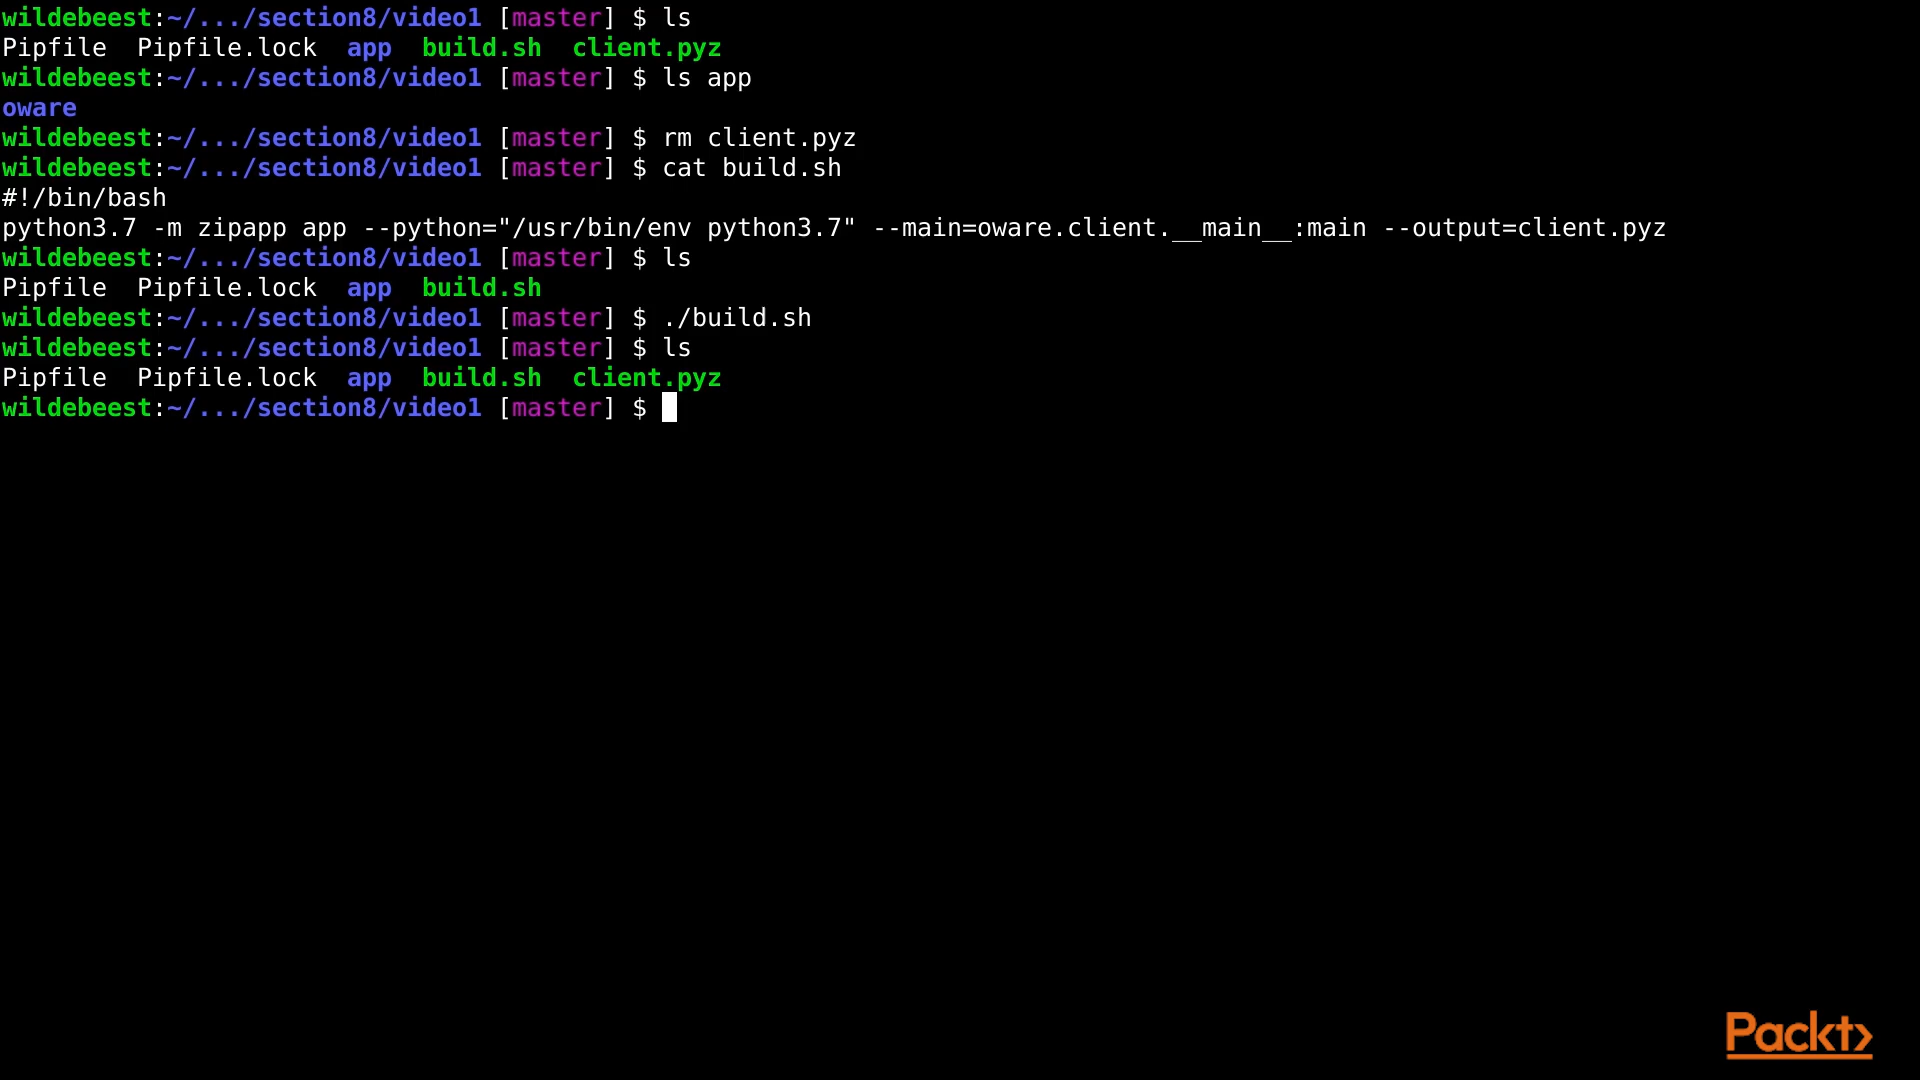 wildebeest:~/.../section8/video1 [master] $ ls
Pipfile  Pipfile.lock  app  build.sh  client.pyz
wildebeest:~/.../section8/video1 [master] $ ls app
oware
wildebeest:~/.../section8/video1 [master] $ rm client.pyz
wildebeest:~/.../section8/video1 [master] $ cat build.sh
#!/bin/bash
python3.7 -m zipapp app --python="/usr/bin/env python3.7" --main=oware.client.__main__:main --output=client.pyz
wildebeest:~/.../section8/video1 [master] $ ls
Pipfile  Pipfile.lock  app  build.sh
wildebeest:~/.../section8/video1 [master] $ ./build.sh
wildebeest:~/.../section8/video1 [master] $ ls
Pipfile  Pipfile.lock  app  build.sh  client.pyz
wildebeest:~/.../section8/video1 [master] $
Packt>